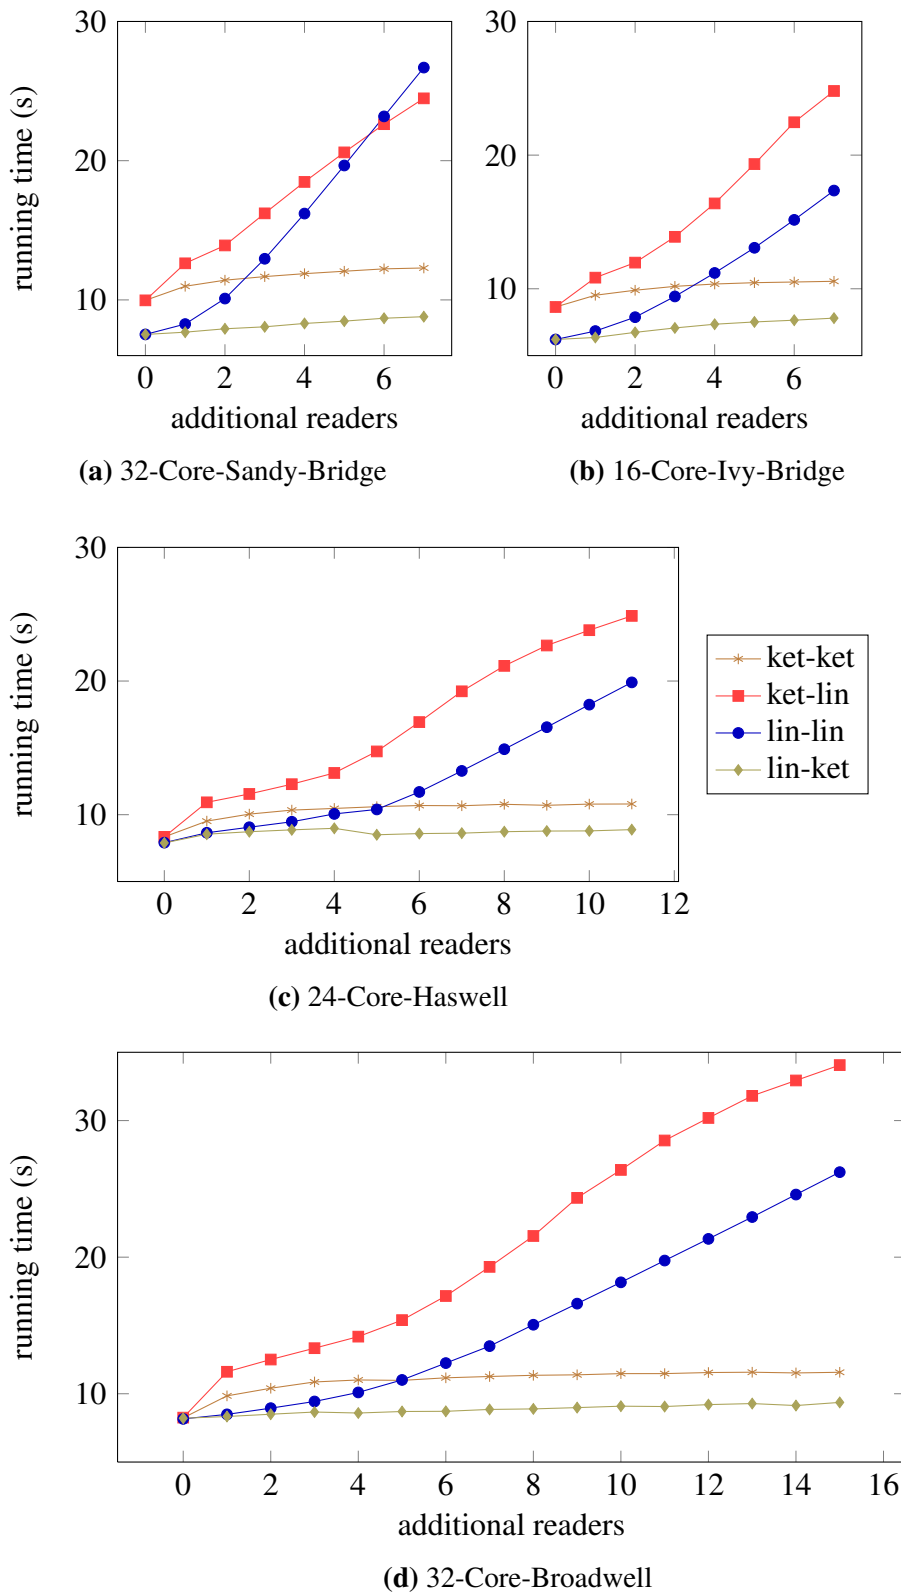 30
20
10
running time (s)
0 2 4 6
additional readers
(a) 32-Core-Sandy-Bridge
30
20
10
0 2 4 6
additional readers
(b) 16-Core-Ivy-Bridge
30
20
10
running time (s)
0 2 4 6 8 10 12
additional readers
(c) 24-Core-Haswell
ket-ket
ket-lin
lin-lin
lin-ket
30
20
10
running time (s)
0 2 4 6 8 10 12 14 16
additional readers
(d) 32-Core-Broadwell